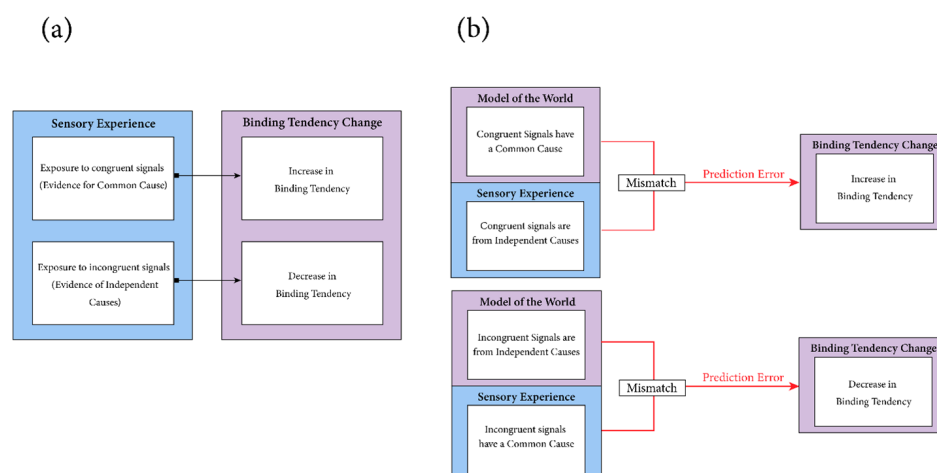 (a)
Sensory Experience
Exposure to congruent signals
(Evidence for Common Cause)
Exposure to incongruent signals
(Evidence of Independent
Causes)
Binding Tendency Change
Increase in
Binding Tendency
Decrease in
Binding Tendency
(b)
Model of the World
Congruent Signals have
a Common Cause
Sensory Experience
Congruent signals are
from Independent Causes
Mismatch
Prediction Error
Binding Tendency Change
Increase in
Binding Tendency
Model of the World
Incongruent Signals are
from Independent Causes
Sensory Experience
Incongruent signals
have a Common Cause
Mismatch
Prediction Error
Binding Tendency Change
Decrease in
Binding Tendency